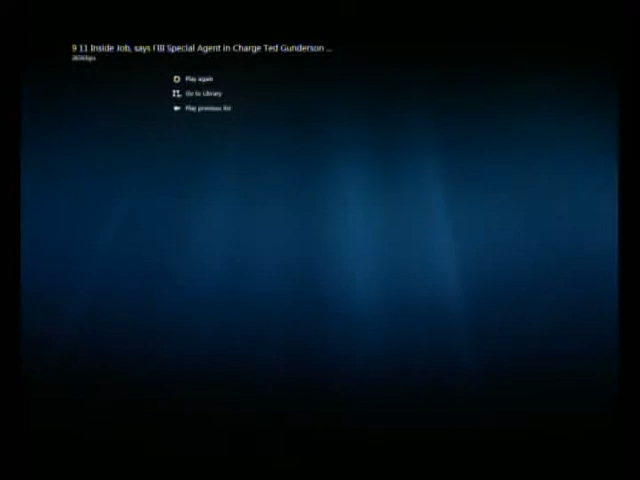 9 11 Inside Job, says FBI Special Agent in Charge Ted Gunderson ...
Play again
Go to Library
Play previous list